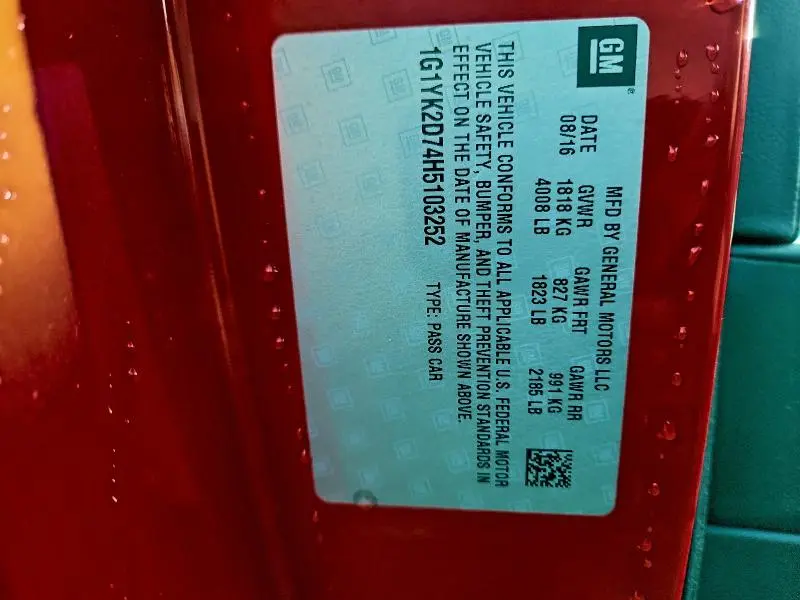 GM
MFD BY GENERAL MOTORS LLC
DATE GVWR GAWR FRT GAWR RR
08/16 1818 KG 827 KG 991 KG
4008 LB 1823 LB 2185 LB
THIS VEHICLE CONFORMS TO ALL APPLICABLE U.S. FEDERAL MOTOR
VEHICLE SAFETY, BUMPER, AND THEFT PREVENTION STANDARDS IN
EFFECT ON THE DATE OF MANUFACTURE SHOWN ABOVE.
1G1YK2D74H5103252 TYPE: PASS CAR